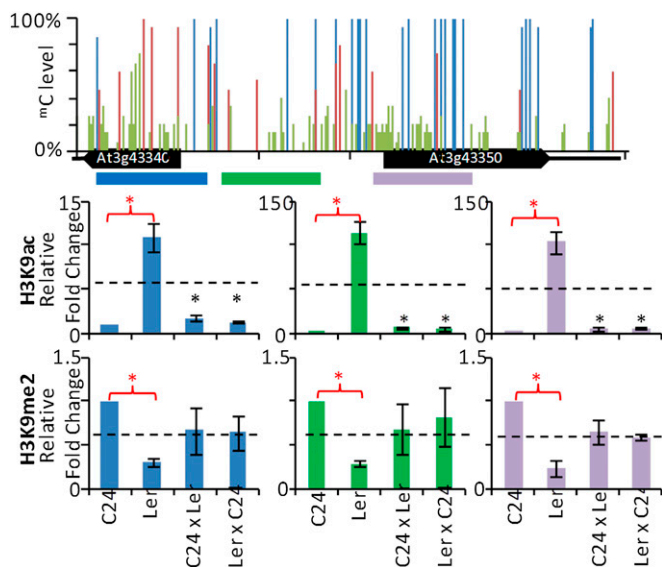 100%
mC level
0%
At3g43340
At3g43350
15
150
150
H3K9ac
Relative
Fold Change
0
0
0
*
*
*
*
*
*
*
*
*
1.5
1.5
1.5
H3K9me2
Relative
Fold Change
0
0
0
*
*
*
C24
Ler
C24 x Le
Ler x C24
C24
Ler
C24 x Le
Ler x C24
C24
Ler
C24 x Le
Ler x C24